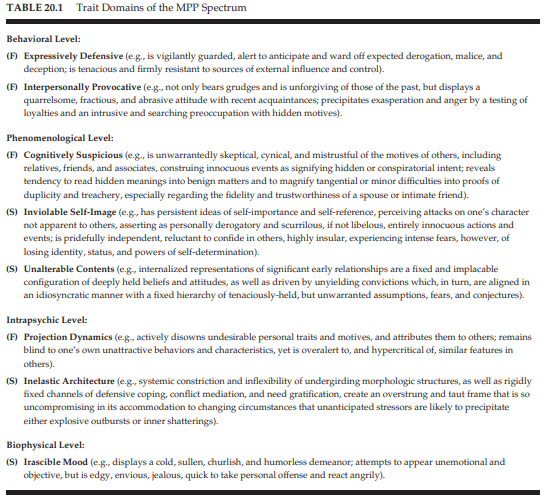 TABLE 20.1 Trait Domains of the MPP Spectrum
Behavioral Level:
(F) Expressively Defensive (e.g., is vigilantly guarded, alert to anticipate and ward off expected derogation, malice, and
deception; is tenacious and firmly resistant to sources of external influence and control).
(F) Interpersonally Provocative (e.g., not only bears grudges and is unforgiving of those of the past, but displays a
quarrelsome, fractious, and abrasive attitude with recent acquaintances; precipitates exasperation and anger by a testing of
loyalties and an intrusive and searching preoccupation with hidden motives).
Phenomenological Level:
(F) Cognitively Suspicious (e.g., is unwarrantedly skeptical, cynical, and mistrustful of the motives of others, including
relatives, friends, and associates, construing innocuous events as signifying hidden or conspiratorial intent; reveals
tendency to read hidden meanings into benign matters and to magnify tangential or minor difficulties into proofs of
duplicity and treachery, especially regarding the fidelity and trustworthiness of a spouse or intimate friend).
(S) Inviolable Self-Image (e.g., has persistent ideas of self-importance and self-reference, perceiving attacks on one's character
not apparent to others, asserting as personally derogatory and scurrilous, if not libelous, entirely innocuous actions and
events; is pridefully independent, reluctant to confide in others, highly insular, experiencing intense fears, however, of
losing identity, status, and powers of self-determination).
(S) Unalterable Contents (e.g., internalized representations of significant early relationships are a fixed and implacable
configuration of deeply held beliefs and attitudes, as well as driven by unyielding convictions which, in turn, are aligned in
an idiosyncratic manner with a fixed hierarchy of tenaciously-held, but unwarranted assumptions, fears, and conjectures).
Intrapsychic Level:
(F) Projection Dynamics (e.g., actively disowns undesirable personal traits and motives, and attributes them to others; remains
blind to one's own unattractive behaviors and characteristics, yet is overalert to, and hypercritical of, similar features in
others).
(S) Inelastic Architecture (e.g., systemic constriction and inflexibility of undergirding morphologic structures, as well as rigidly
fixed channels of defensive coping, conflict mediation, and need gratification, create an overstrung and taut frame that is so
uncompromising in its accommodation to changing circumstances that unanticipated stressors are likely to precipitate
either explosive outbursts or inner shatterings).
Biophysical Level:
(S) Irascible Mood (e.g., displays a cold, sullen, churlish, and humorless demeanor; attempts to appear unemotional and
objective, but is edgy, envious, jealous, quick to take personal offense and react angrily).